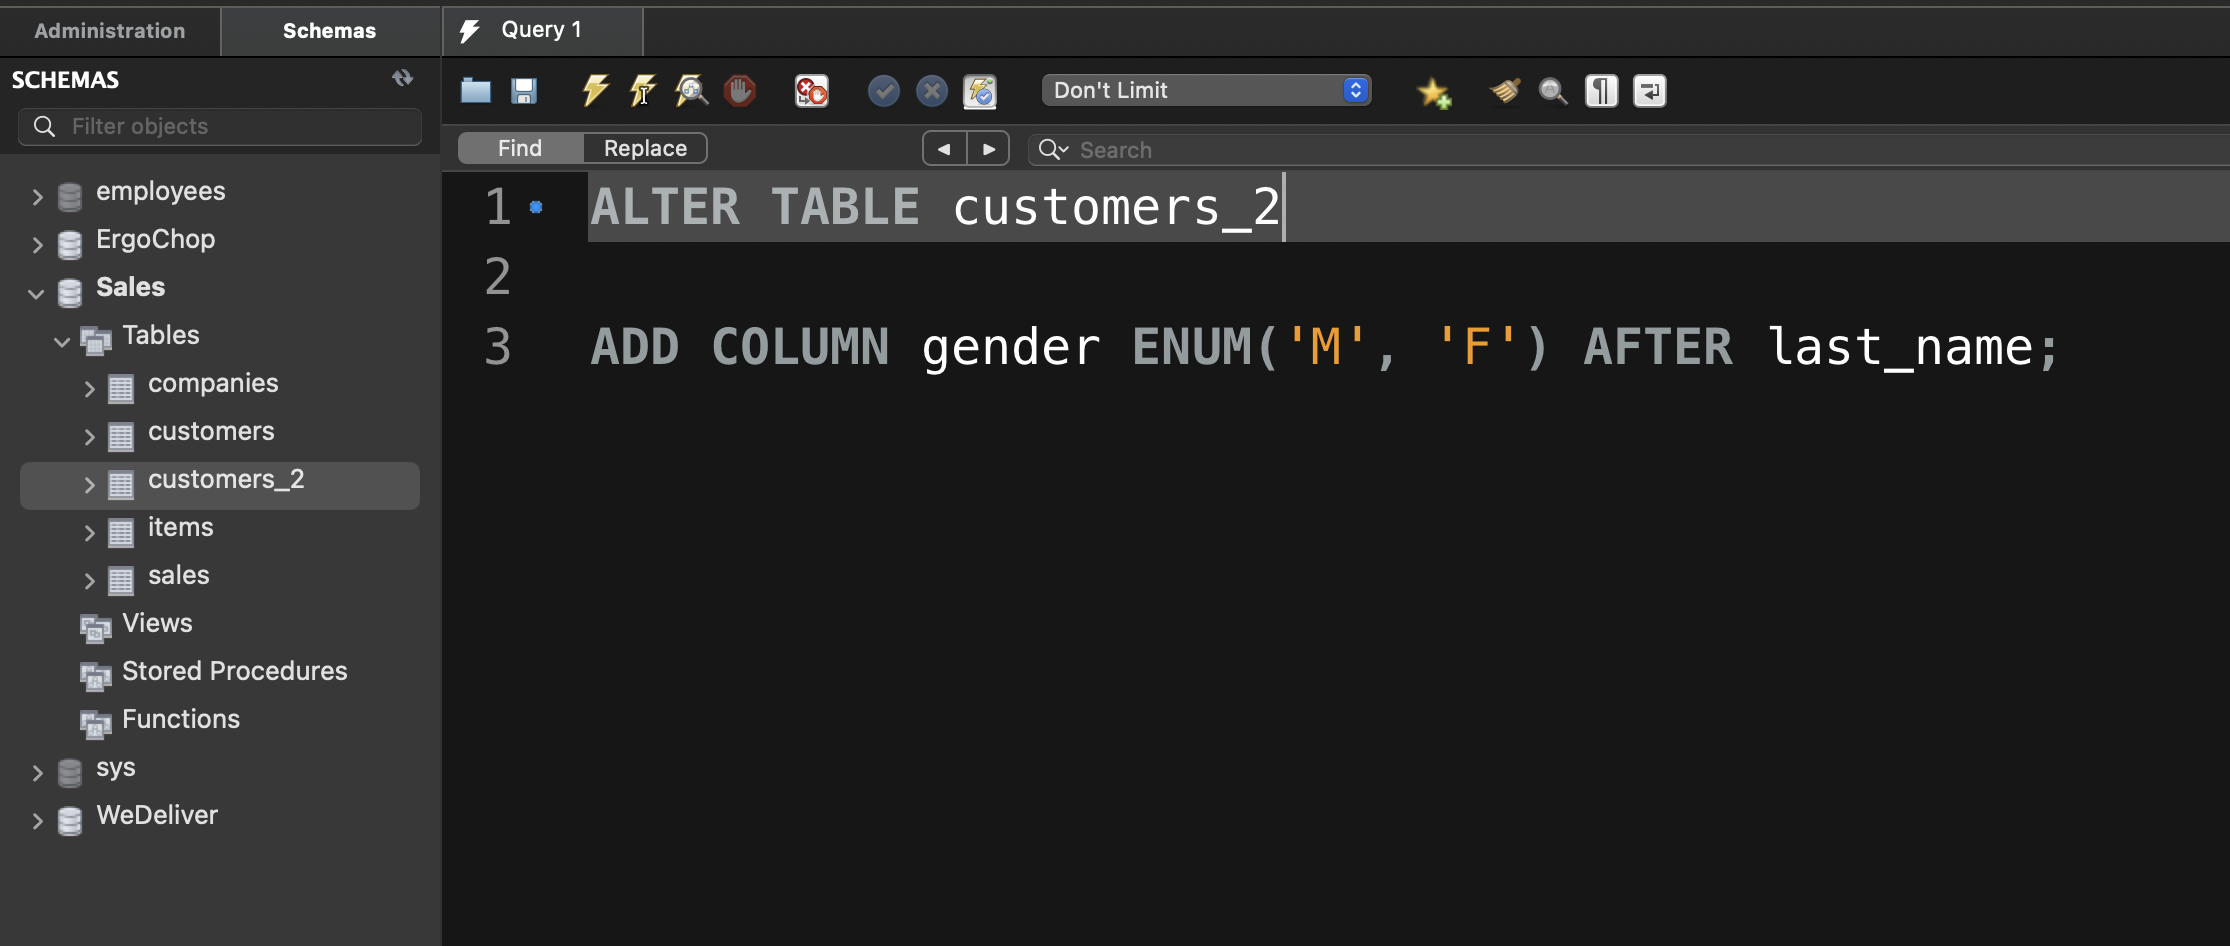 Administration
Schemas
Query 1
SCHEMAS
Filter objects
Don't Limit
Find
Replace
Search
employees
ErgoChop
Sales
Tables
companies
customers
customers_2
items
sales
Views
Stored Procedures
Functions
sys
WeDeliver
1 ALTER TABLE customers_2
2
3 ADD COLUMN gender ENUM('M', 'F') AFTER last_name;